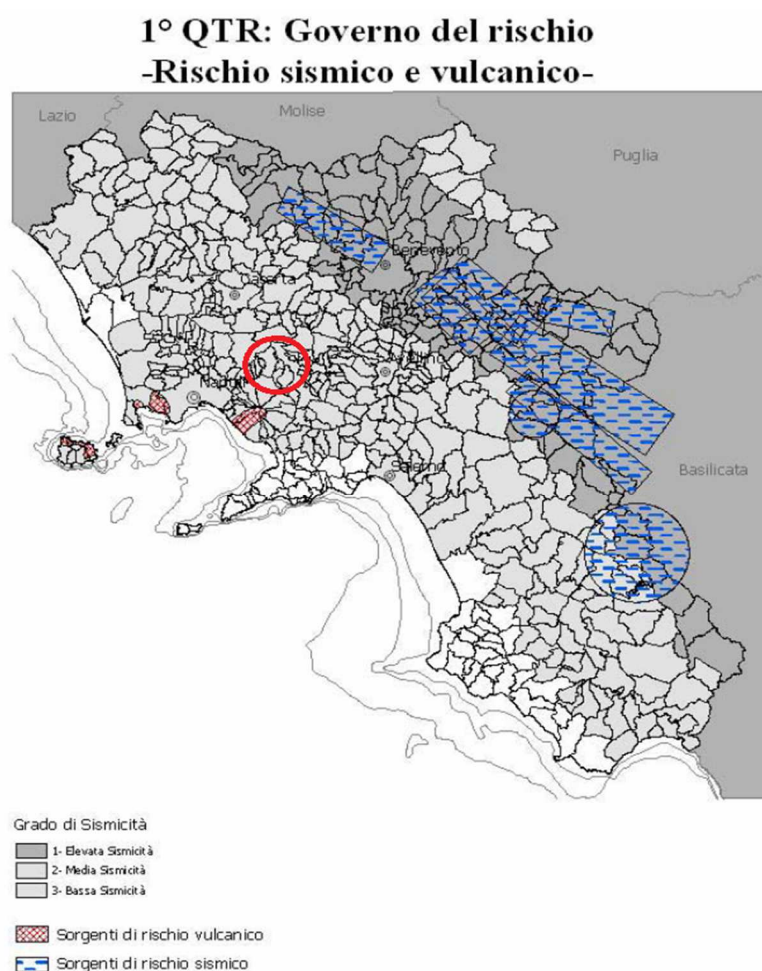 1° QTR: Governo del rischio
-Rischio sismico e vulcanico-
Lazio
Molise
Puglia
Benevento
Caserta
Napoli
Salerno
Basilicata
Grado di Sismicità
1- Elevata Sismicità
2- Media Sismicità
3- Bassa Sismicità
Sorgenti di rischio vulcanico
Sorgenti di rischio sismico